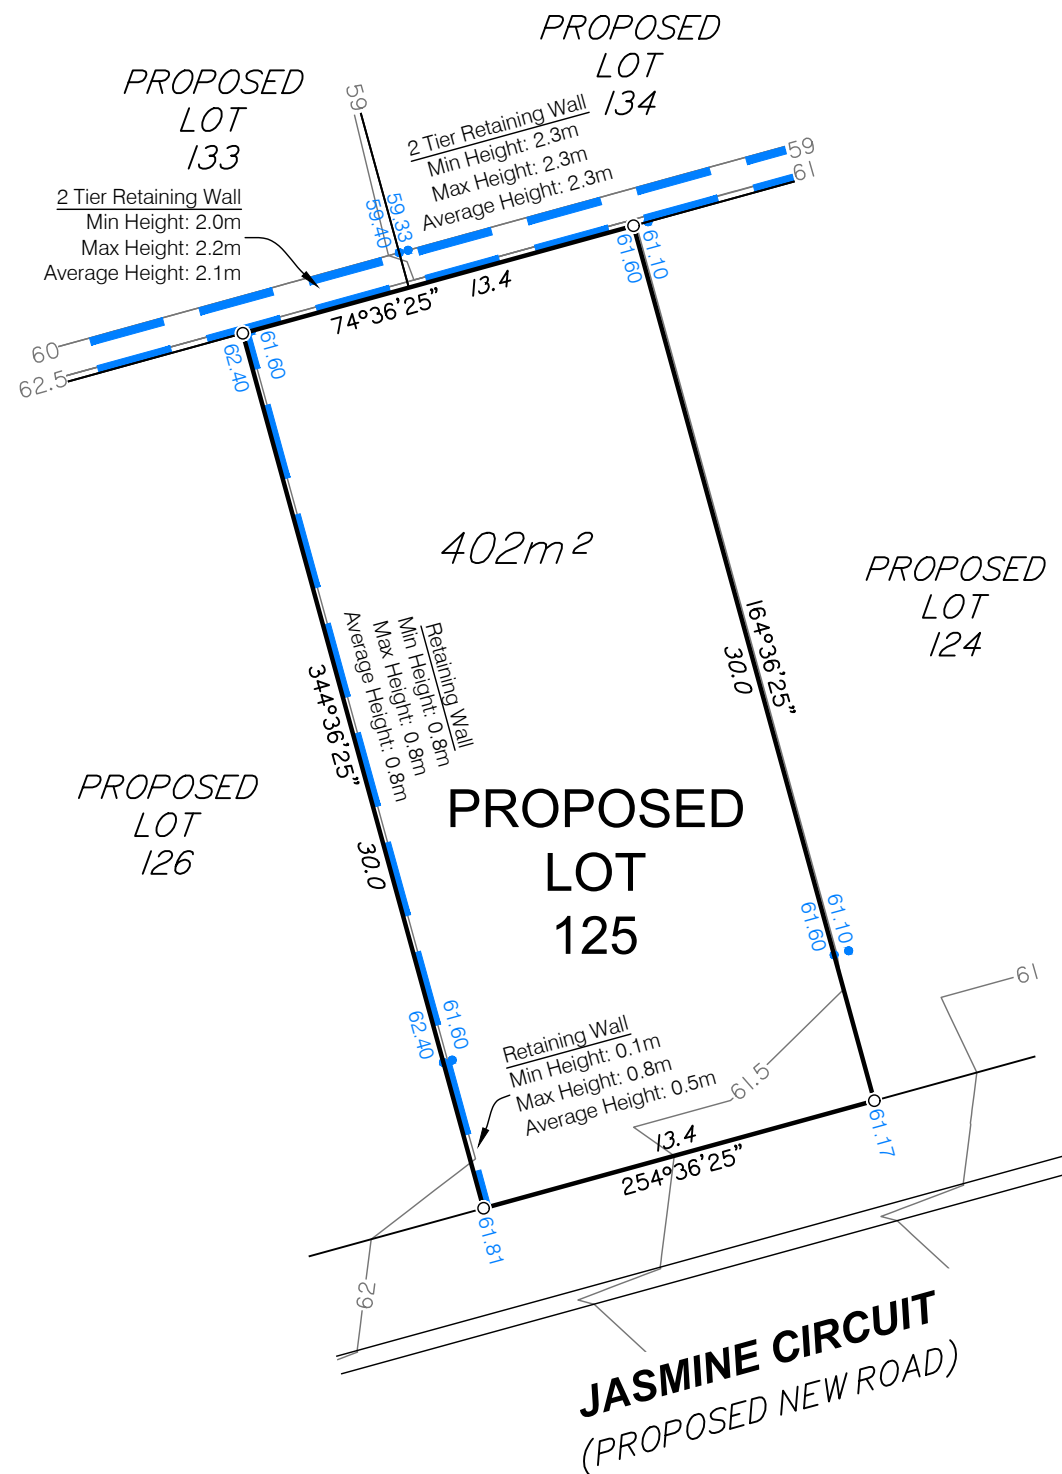 PROPOSED
LOT
134
PROPOSED
LOT
133
59
2 Tier Retaining Wall
Min Height: 2.3m
Max Height: 2.3m
Average Height: 2.3m
59
61
2 Tier Retaining Wall
Min Height: 2.0m
Max Height: 2.2m
Average Height: 2.1m
59.40
59.33
61.60
61.10
13.4
74°36'25"
60
62.5
62.40
61.60
402m²
PROPOSED
LOT
124
164°36'25"
30.0
Retaining Wall
Min Height: 0.8m
Max Height: 0.8m
Average Height: 0.8m
344°36'25"
30.0
PROPOSED
LOT
126
PROPOSED
LOT
125
61.60
61.10
62.40
61.60
61
Retaining Wall
Min Height: 0.1m
Max Height: 0.8m
Average Height: 0.5m
61.5
13.4
254°36'25"
61.17
61.81
62
JASMINE CIRCUIT
(PROPOSED NEW ROAD)